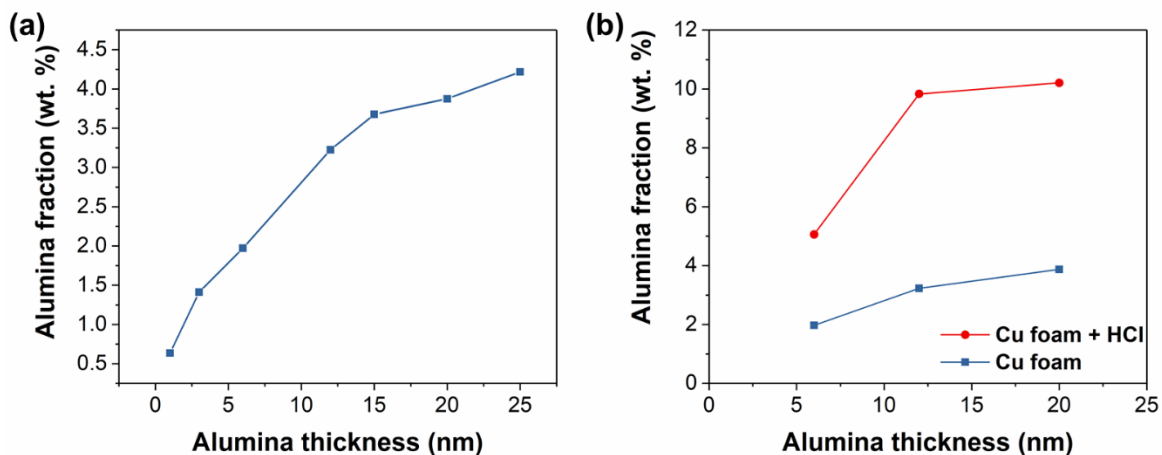 (a)
Alumina fraction (wt. %)
4.5
4.0
3.5
3.0
2.5
2.0
1.5
1.0
0.5
0 5 10 15 20 25
Alumina thickness (nm)
(b)
Alumina fraction (wt. %)
12
10
8
6
4
2
0
Cu foam + HCl
Cu foam
0 5 10 15 20 25
Alumina thickness (nm)